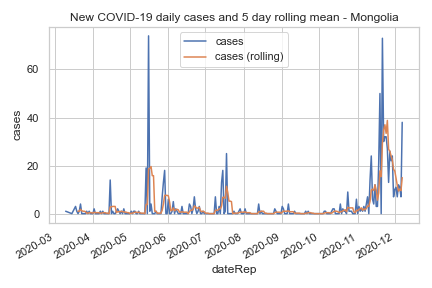 New COVID-19 daily cases and 5 day rolling mean - Mongolia
cases
cases (rolling)
60
40
20
0
cases
2020-03
2020-04
2020-05
2020-06
2020-07
2020-08
2020-09
2020-10
2020-11
2020-12
dateRep